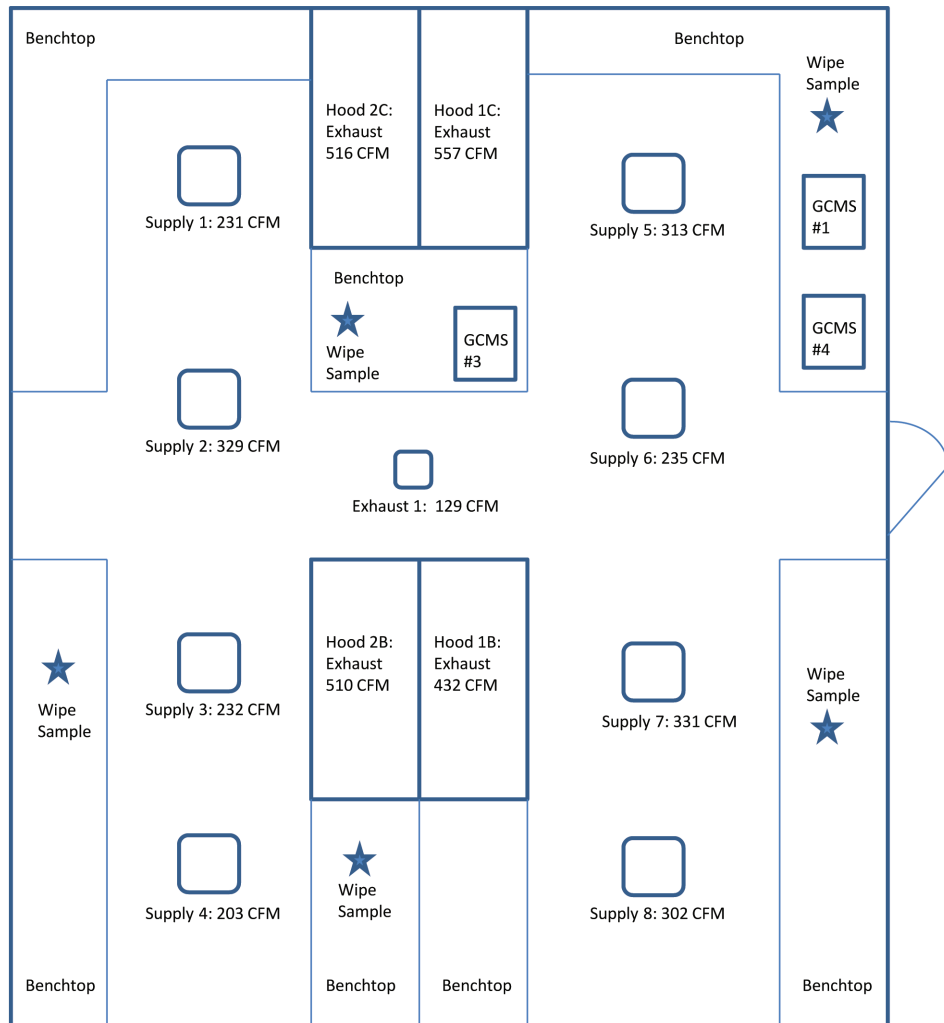 Benchtop
Benchtop
Wipe
Sample
Hood 2C:
Exhaust
516 CFM
Hood 1C:
Exhaust
557 CFM
GCMS
#1
Supply 1: 231 CFM
Supply 5: 313 CFM
Benchtop
GCMS
#4
GCMS
#3
Wipe
Sample
Supply 2: 329 CFM
Supply 6: 235 CFM
Exhaust 1:  129 CFM
Hood 2B:
Exhaust
510 CFM
Hood 1B:
Exhaust
432 CFM
Wipe
Sample
Wipe
Sample
Supply 3: 232 CFM
Supply 7: 331 CFM
Wipe
Sample
Supply 4: 203 CFM
Supply 8: 302 CFM
Benchtop
Benchtop
Benchtop
Benchtop